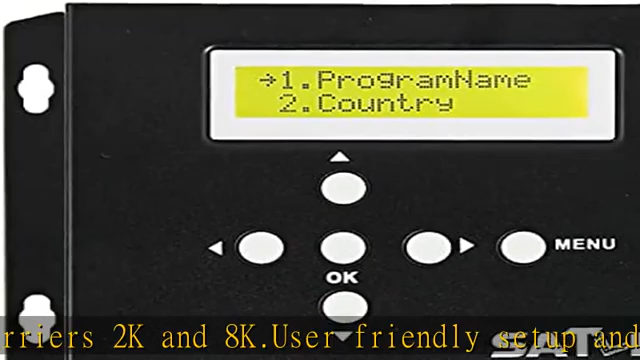 →1.ProgramName
2.Country
MENU
OK
rriers 2K and 8K.User friendly setup and